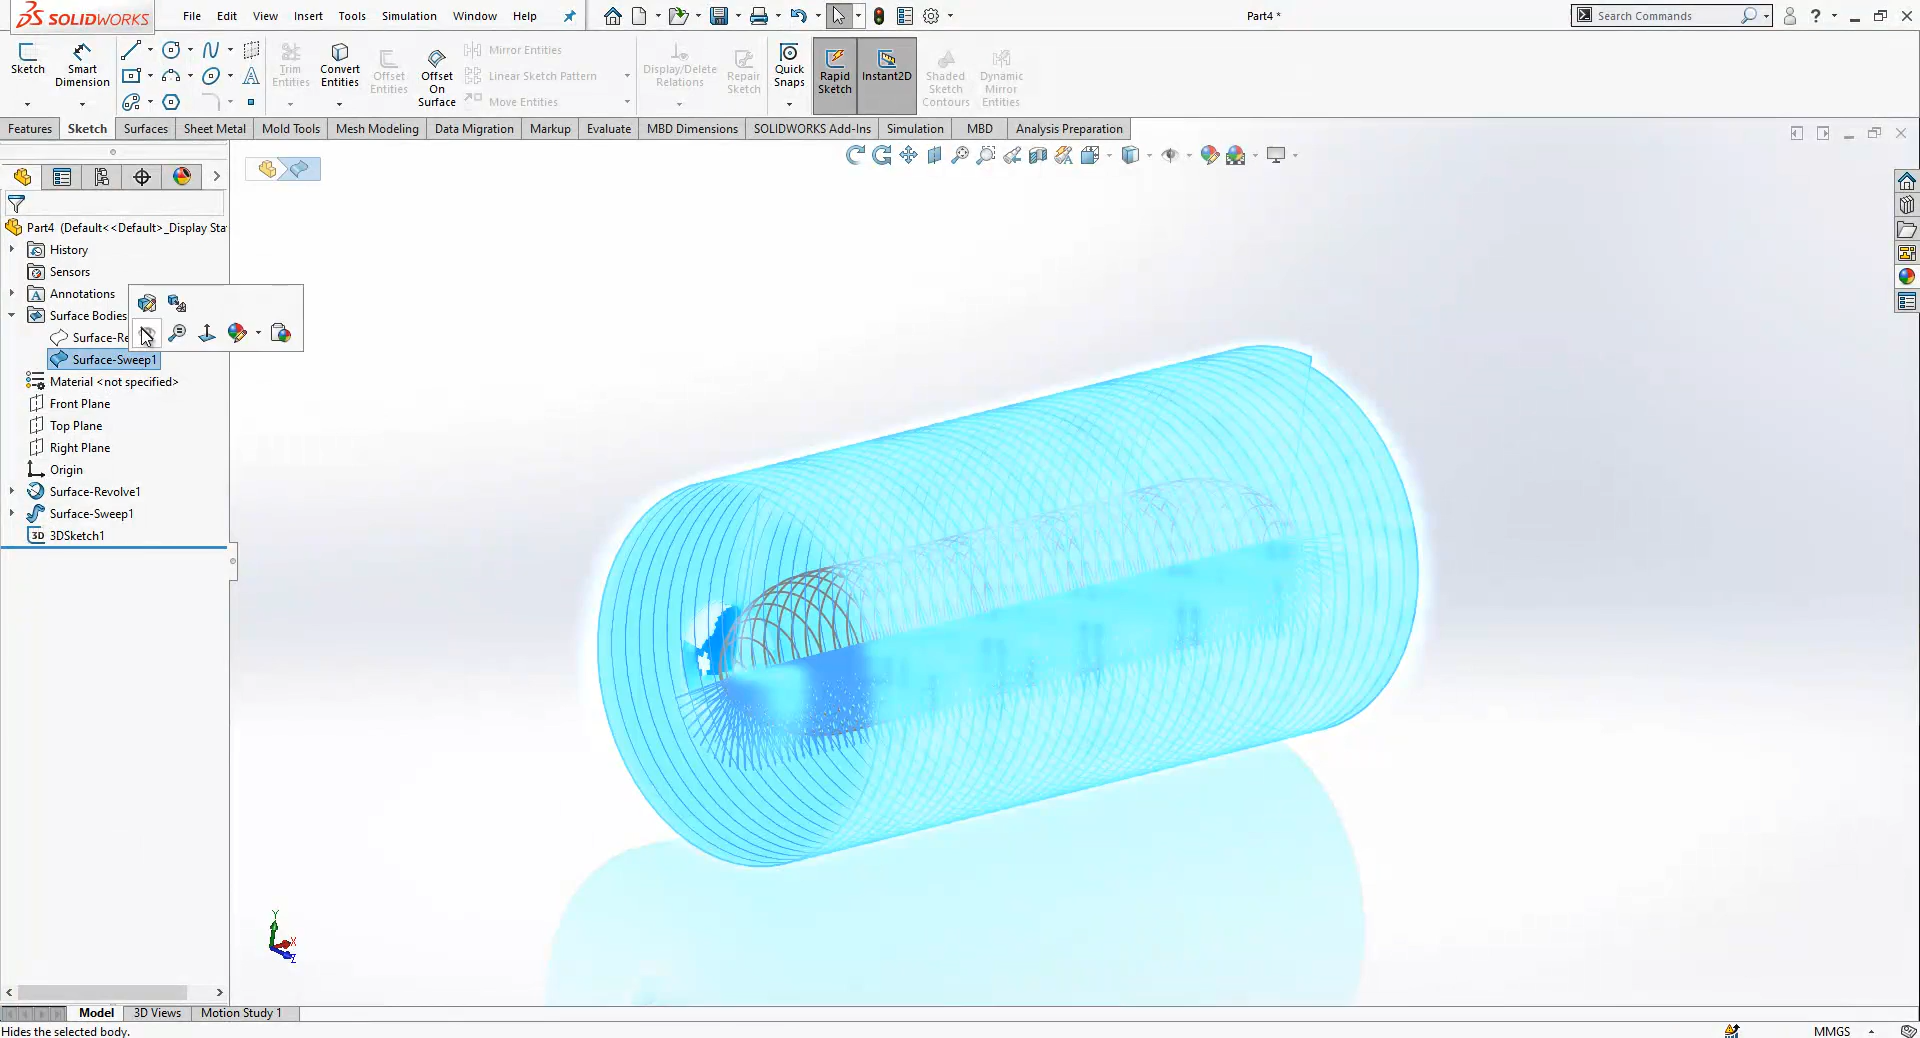 SOLIDWORKS File Edit View Insert Tools Simulation Window Help Part4 * Search Commands ?
Sketch Smart Dimension Trim Entities Convert Entities Offset Entities Offset On Surface Mirror Entities Linear Sketch Pattern Move Entities Display/Delete Relations Repair Sketch Quick Snaps Rapid Sketch Instant2D Shaded Sketch Contours Dynamic Mirror Entities
Features Sketch Surfaces Sheet Metal Mold Tools Mesh Modeling Data Migration Markup Evaluate MBD Dimensions SOLIDWORKS Add-Ins Simulation MBD Analysis Preparation
Part4 (Default<<Default>_Display Sta
History
Sensors
Annotations
Surface Bodies
Surface-Re
Surface-Sweep1
Material <not specified>
Front Plane
Top Plane
Right Plane
Origin
Surface-Revolve1
Surface-Sweep1
3D 3DSketch1
Y
X
Z
Model 3D Views Motion Study 1
Hides the selected body. MMGS